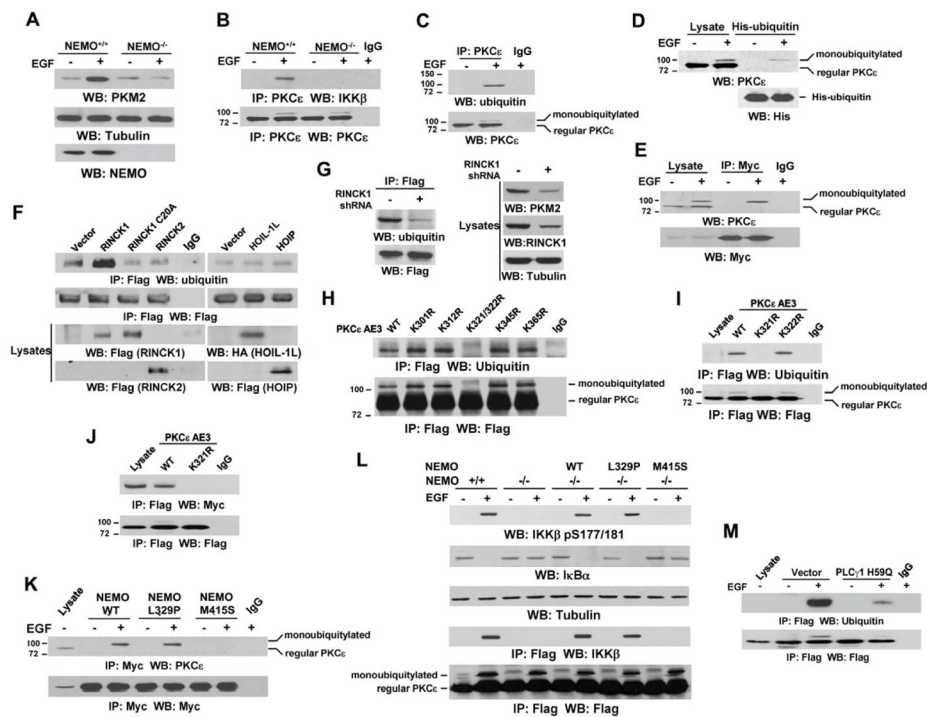 A
NEMO+/+ NEMO-/-
EGF - + - +
WB: PKM2
WB: Tubulin
WB: NEMO
B
NEMO+/+ NEMO-/- IgG
EGF - + - + +
IP: PKCε WB: IKKβ
100
72
IP: PKCε WB: PKCε
C
IP: PKCε IgG
EGF - + +
150
100
72
WB: ubiquitin
monoubiquitylated
100
72
regular PKCε
WB: PKCε
D
Lysate His-ubiquitin
EGF - + - +
monoubiquitylated
100
72
regular PKCε
WB: PKCε
His-ubiquitin
WB: His
E
Lysate IP: Myc IgG
EGF - + - + +
monoubiquitylated
100
72
regular PKCε
WB: PKCε
WB: Myc
F
Vector RINCK1 RINCK1 C20A RINCK2 IgG Vector HOIL-1L HOIP
IP: Flag WB: ubiquitin
IP: Flag WB: Flag
Lysates
WB: Flag (RINCK1) WB: HA (HOIL-1L)
WB: Flag (RINCK2) WB: Flag (HOIP)
G
IP: Flag
RINCK1 shRNA - +
WB: ubiquitin
WB: Flag
RINCK1 shRNA - +
Lysates
WB: PKM2
WB:RINCK1
WB: Tubulin
H
PKCε AE3 WT K301R K312R K321/322R K345R K365R IgG
IP: Flag WB: Ubiquitin
monoubiquitylated
100
72
regular PKCε
IP: Flag WB: Flag
I
PKCε AE3
Lysate WT K321R K322R IgG
IP: Flag WB: Ubiquitin
monoubiquitylated
100
72
regular PKCε
IP: Flag WB: Flag
J
PKCε AE3
Lysate WT K321R IgG
IP: Flag WB: Myc
100
72
IP: Flag WB: Flag
K
Lysate NEMO WT NEMO L329P NEMO M415S IgG
EGF - + - + - + +
monoubiquitylated
100
72
regular PKCε
IP: Myc WB: PKCε
IP: Myc WB: Myc
L
NEMO WT L329P M415S
NEMO +/+ -/- -/- -/- -/-
EGF - + - + - + - + - +
WB: IKKβ pS177/181
WB: IκBα
WB: Tubulin
IP: Flag WB: IKKβ
monoubiquitylated
regular PKCε
IP: Flag WB: Flag
M
Lysate Vector PLCγ1 H59Q IgG
EGF - + - + +
IP: Flag WB: Ubiquitin
IP: Flag WB: Flag